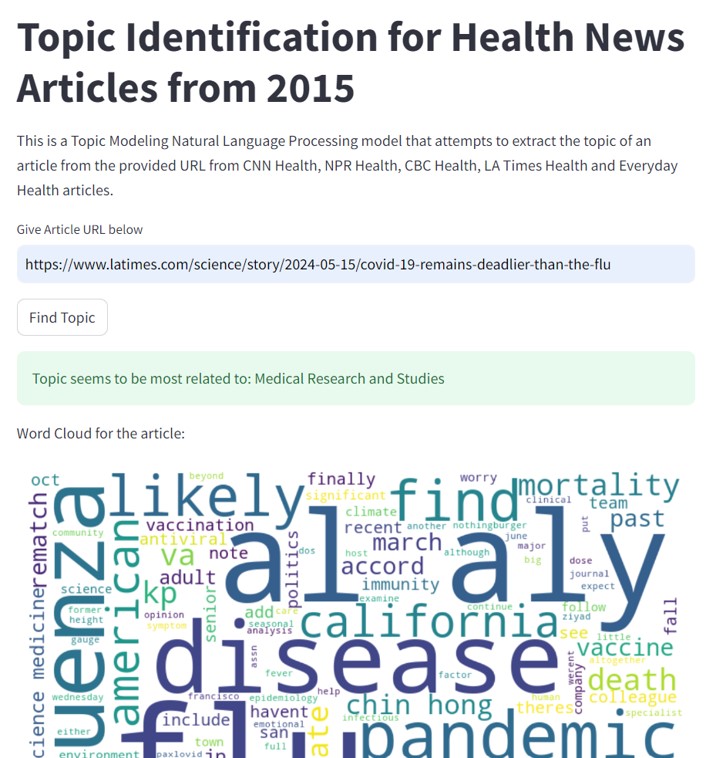 Topic Identification for Health News
Articles from 2015
This is a Topic Modeling Natural Language Processing model that attempts to extract the topic of an
article from the provided URL from CNN Health, NPR Health, CBC Health, LA Times Health and Everyday
Health articles.
Give Article URL below
https://www.latimes.com/science/story/2024-05-15/covid-19-remains-deadlier-than-the-flu
Find Topic
Topic seems to be most related to: Medical Research and Studies
Word Cloud for the article:
oct
beyond
finally
worry
mortality
likely
significant
find
clinical
team
climate
put
past
rematch
community
vaccination
recent
another
nothingburger
antiviral
politics
al aly
june
va
note
dos
host
march
although
major
big
dose
accord
journal
adult
immunity
expect
science
kp
examine
former
height
opinion
senior
add
care
continue
follow
fall
american
symptom
seasonal
california
ziyad
gauge
analysis
see
little
disease
vaccine
assn
werent
altogether
fever
factor
company
death
wednesday
francisco
epidemiology
help
human
colleague
chin hong
theres
include
havent
infectious
specialist
either
emotional
town
san
pandemic
full
environment
paxlovid
in
science medicine